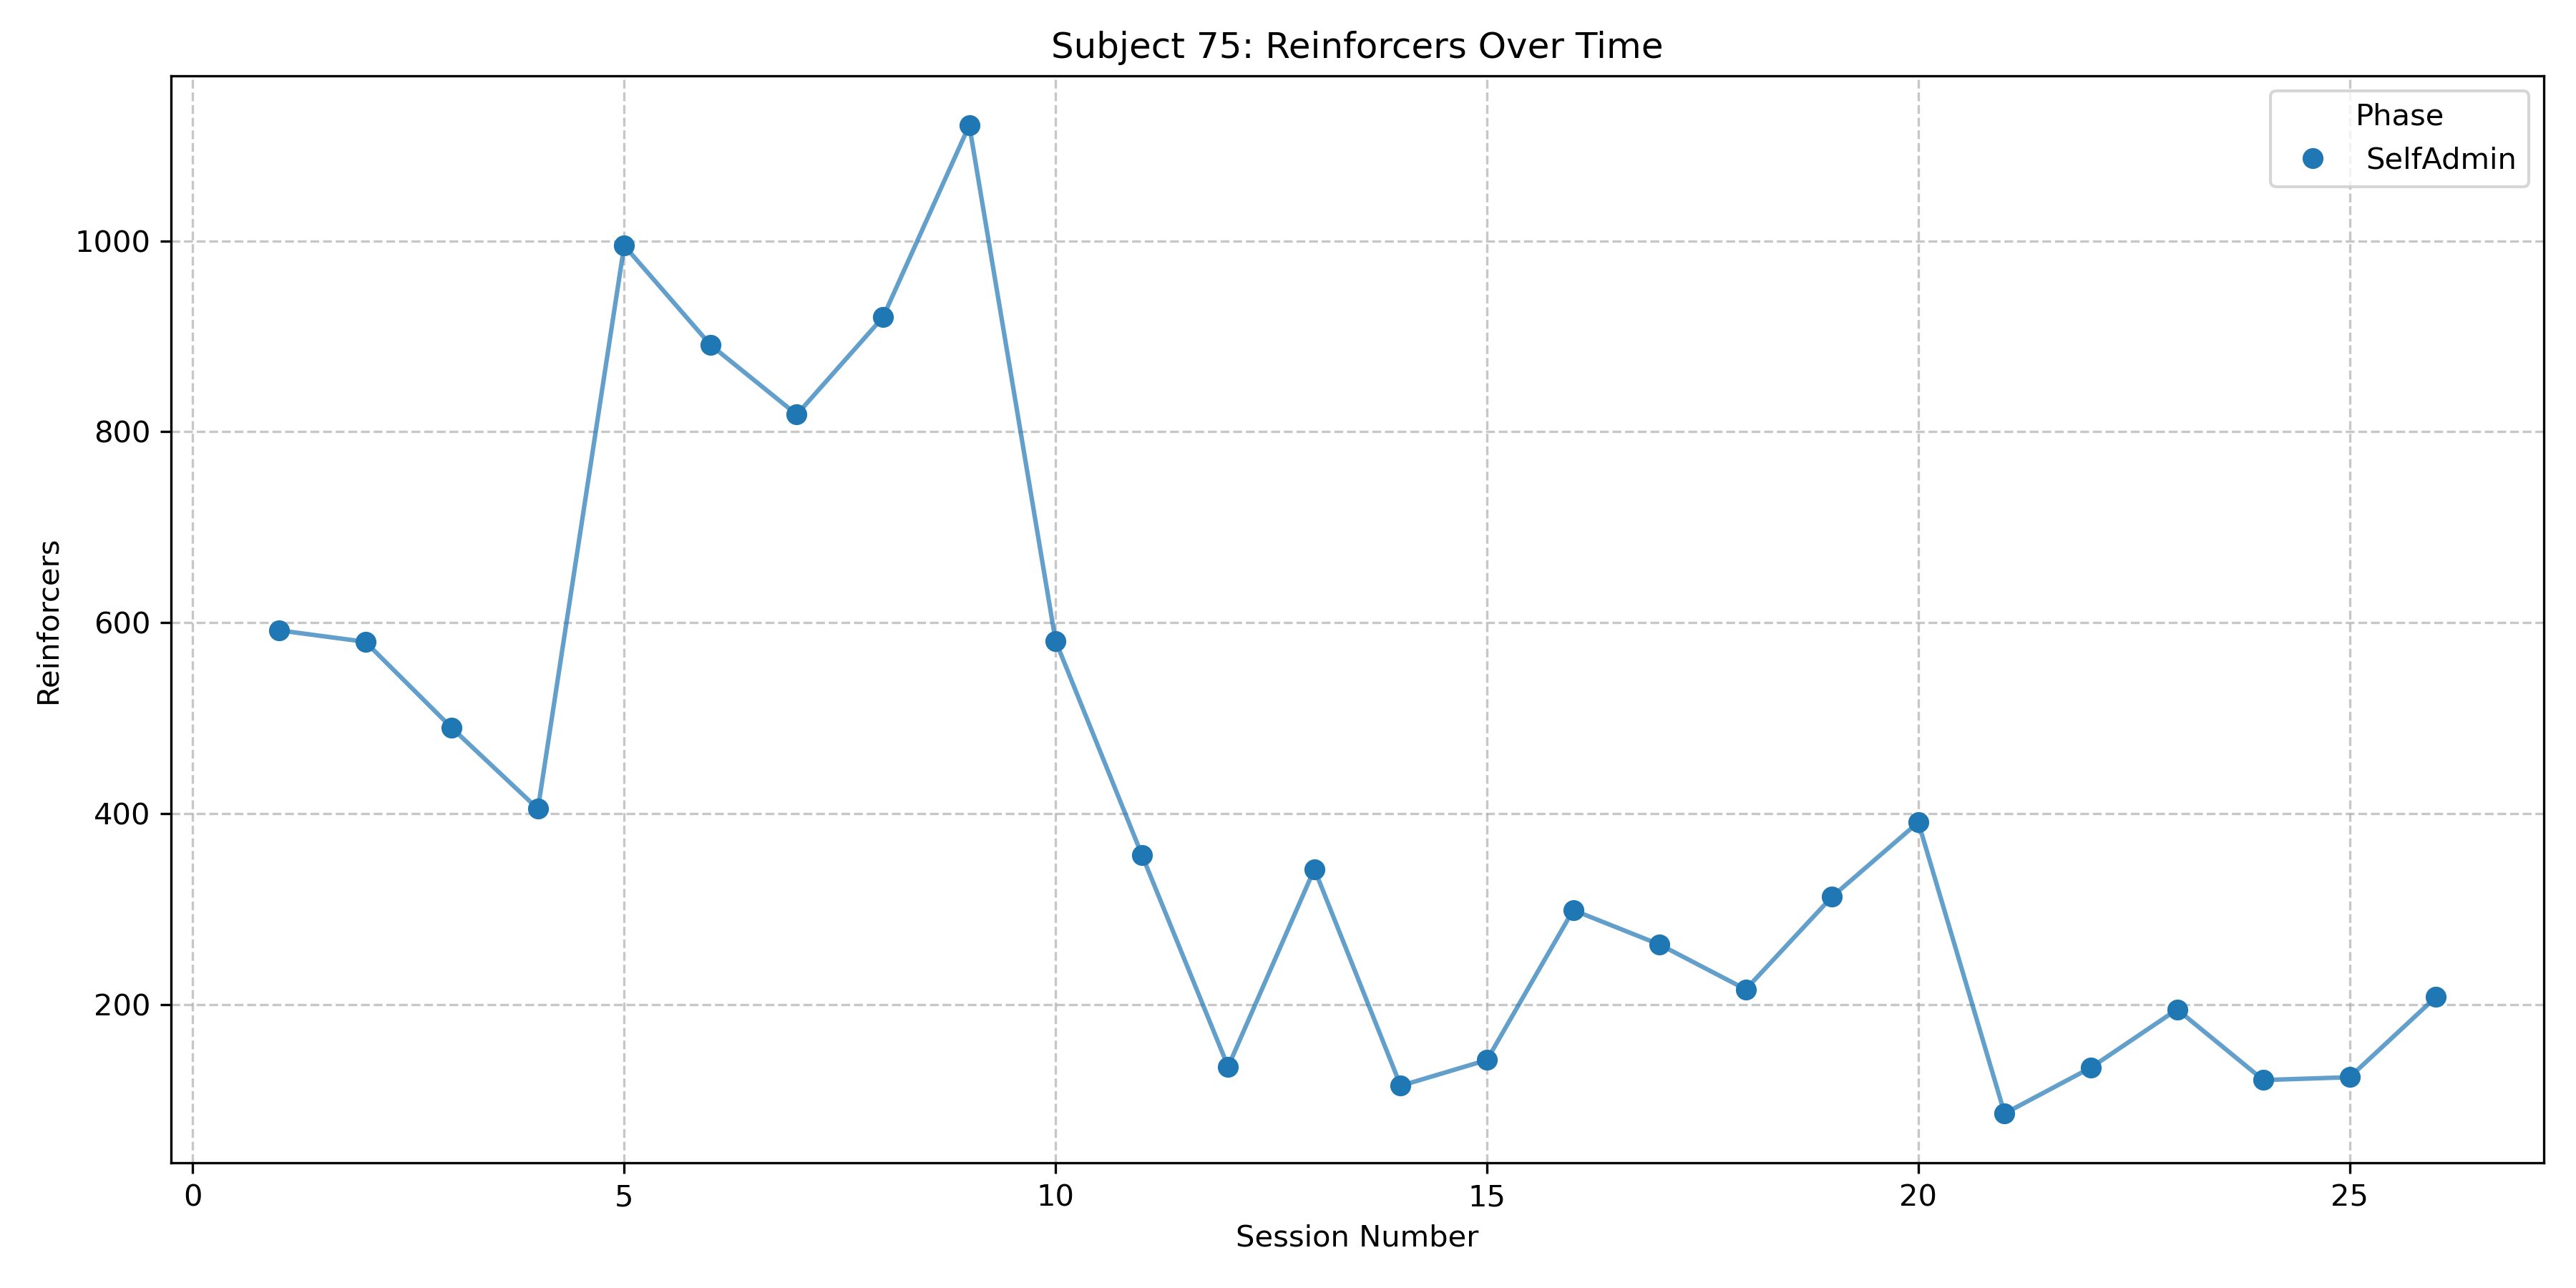 Subject 75: Reinforcers Over Time
Phase
SelfAdmin
Reinforcers
1000
800
600
400
200
0 5 10 15 20 25
Session Number